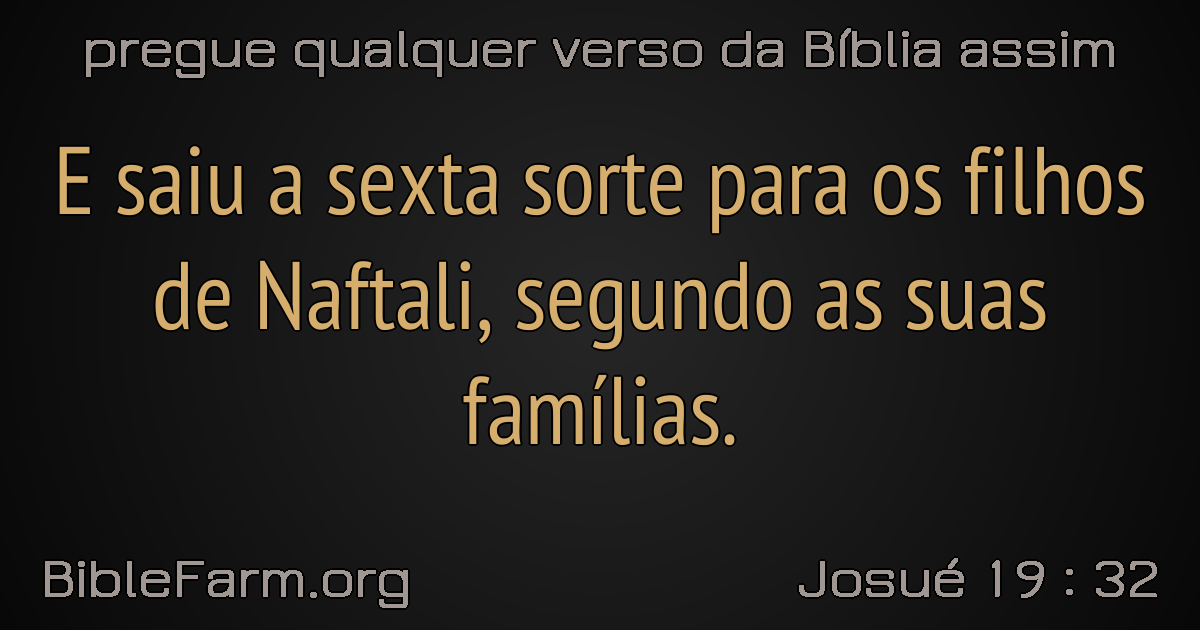 pregue qualquer verso da Bíblia assim
E saiu a sexta sorte para os filhos
de Naftali, segundo as suas
famílias.
BibleFarm.org
Josué 19 : 32